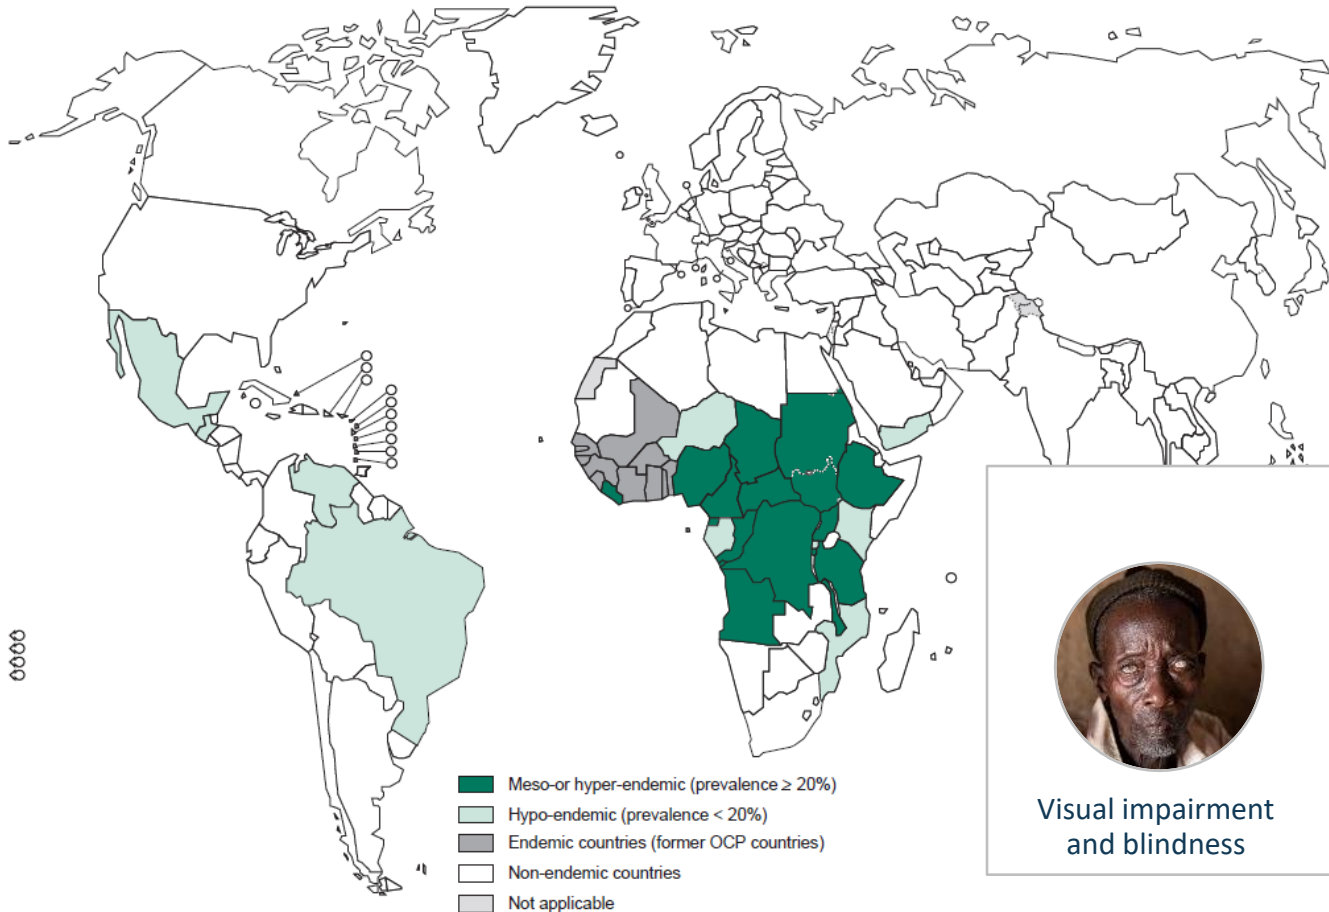 Meso-or hyper-endemic (prevalence ≥ 20%)
Hypo-endemic (prevalence < 20%)
Endemic countries (former OCP countries)
Non-endemic countries
Not applicable
Visual impairment
and blindness